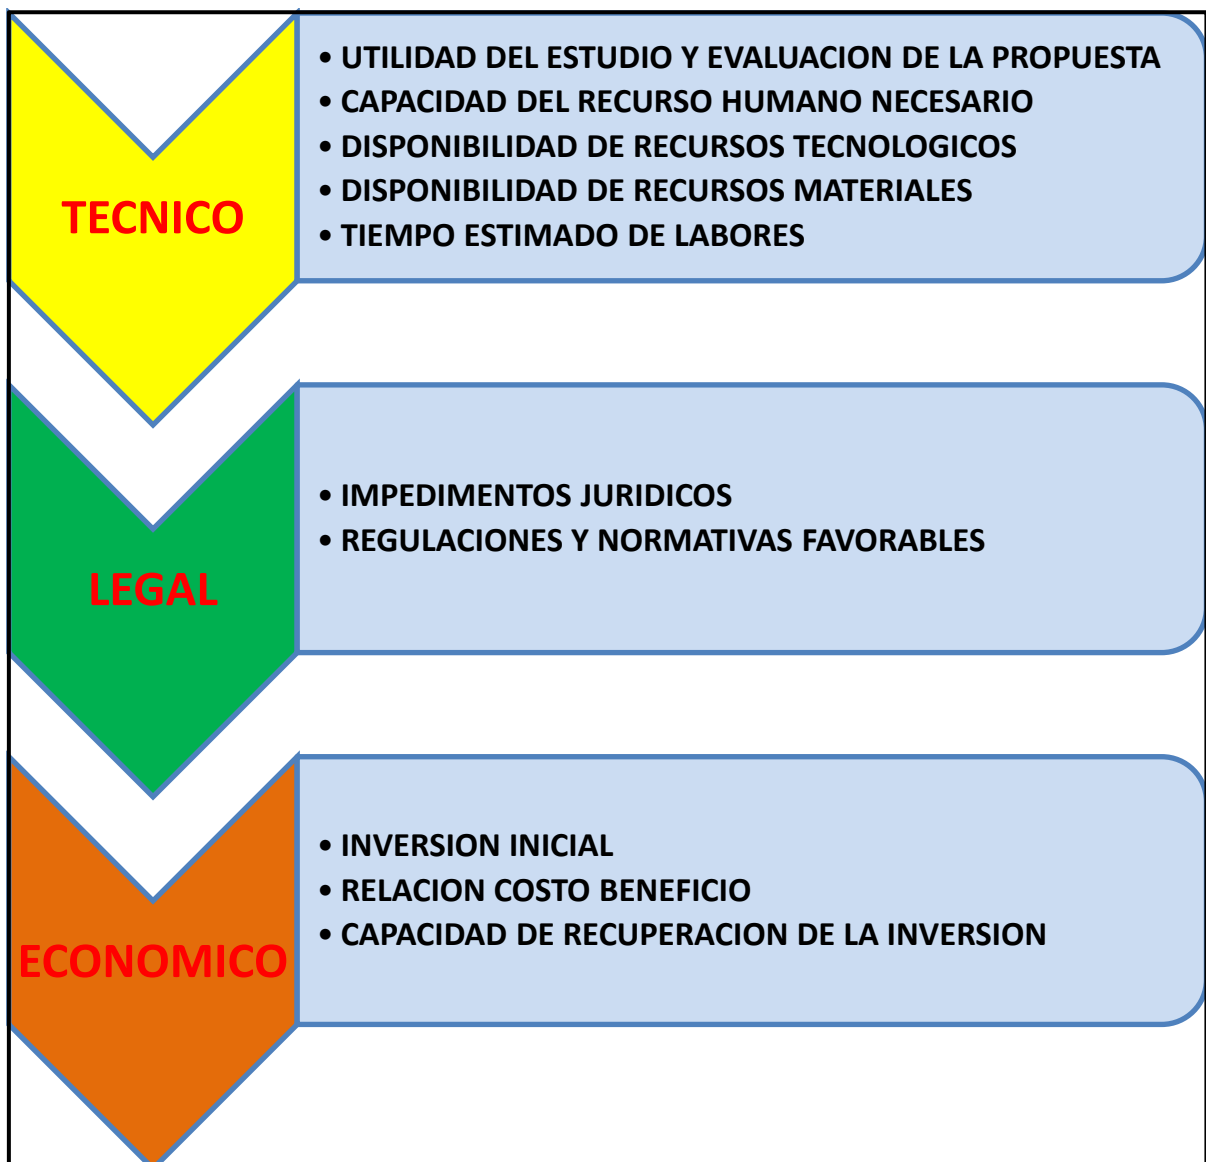 TECNICO
• UTILIDAD DEL ESTUDIO Y EVALUACION DE LA PROPUESTA
• CAPACIDAD DEL RECURSO HUMANO NECESARIO
• DISPONIBILIDAD DE RECURSOS TECNOLOGICOS
• DISPONIBILIDAD DE RECURSOS MATERIALES
• TIEMPO ESTIMADO DE LABORES
LEGAL
• IMPEDIMENTOS JURIDICOS
• REGULACIONES Y NORMATIVAS FAVORABLES
ECONOMICO
• INVERSION INICIAL
• RELACION COSTO BENEFICIO
• CAPACIDAD DE RECUPERACION DE LA INVERSION